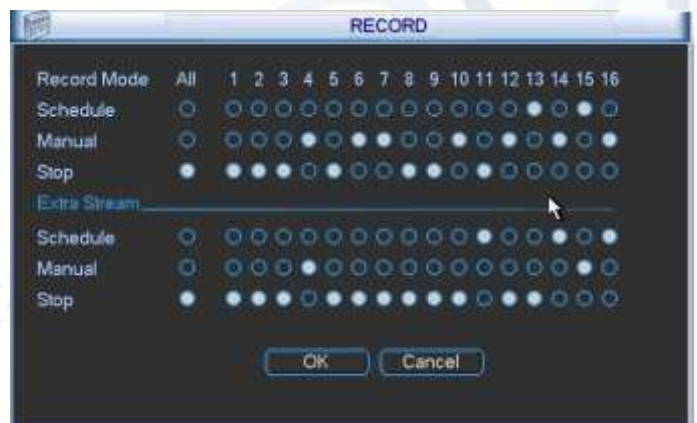 RECORD
Record Mode All 1 2 3 4 5 6 7 8 9 10 11 12 13 14 15 16
Schedule
Manual
Stop
Extra Stream
Schedule
Manual
Stop
OK Cancel